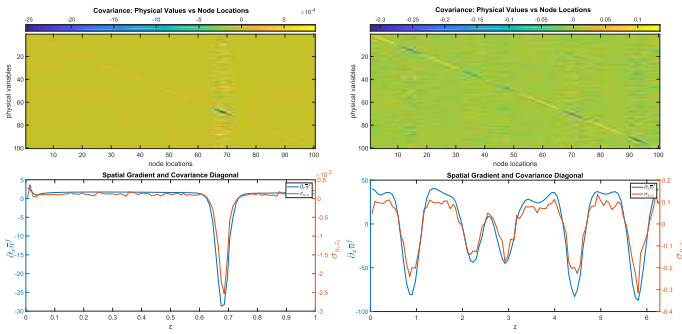 Covariance: Physical Values vs Node Locations
×10⁻⁴
-25 -20 -15 -10 -5 0 5
physical variables
20
40
60
80
100
10 20 30 40 50 60 70 80 90 100
node locations
Spatial Gradient and Covariance Diagonal
×10⁻³
5
0
-5
-10
-15
-20
-25
-30
0.5
0
-0.5
-1
-1.5
-2
-2.5
-3
0 0.1 0.2 0.3 0.4 0.5 0.6 0.7 0.8 0.9 1
z
Covariance: Physical Values vs Node Locations
-0.3 -0.25 -0.2 -0.15 -0.1 -0.05 0 0.05 0.1
physical variables
20
40
60
80
100
10 20 30 40 50 60 70 80 90 100
node locations
Spatial Gradient and Covariance Diagonal
50
0
-50
-100
0.2
0.1
0
-0.1
-0.2
-0.3
-0.4
0 1 2 3 4 5 6
z